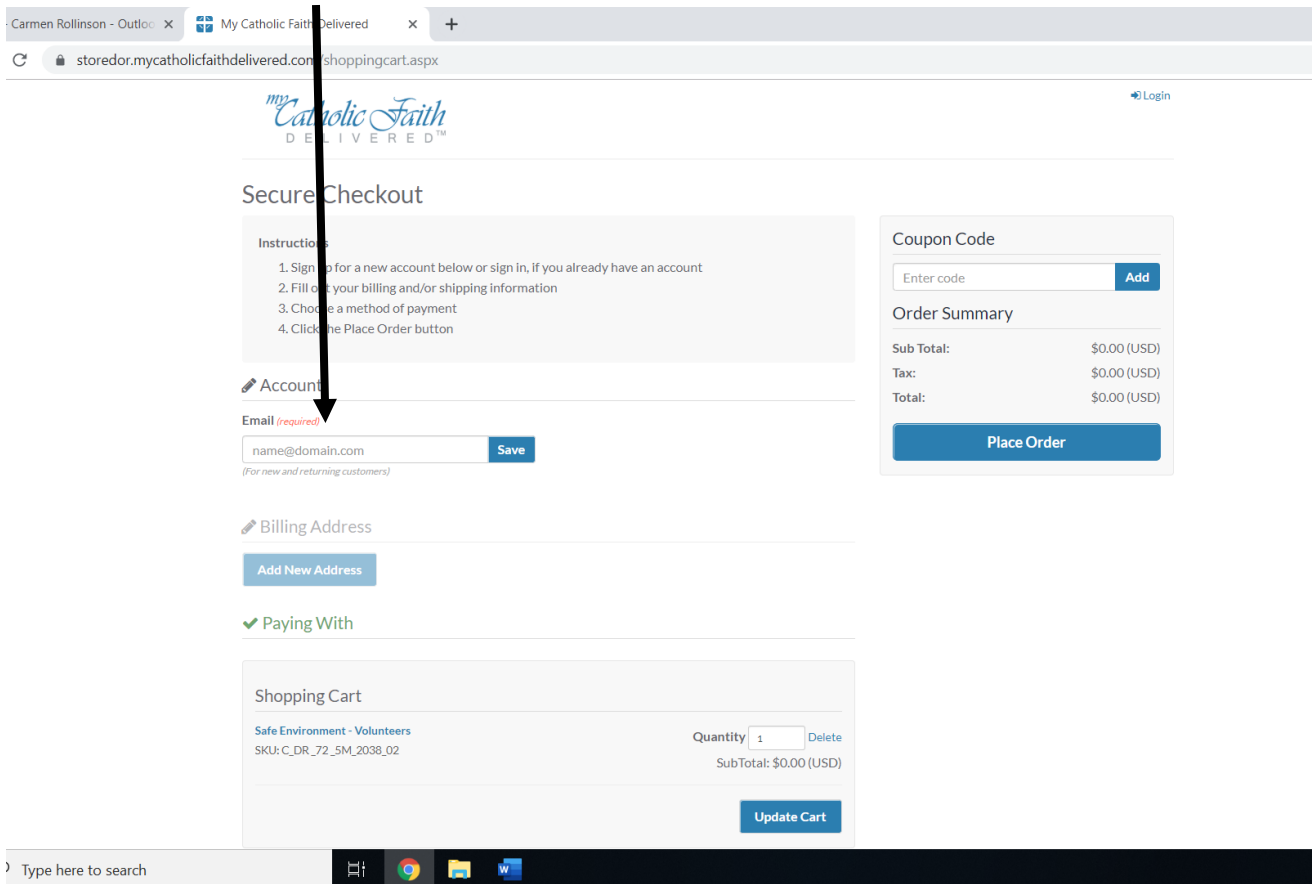 Carmen Rollinson - Outloo
My Catholic Faith Delivered
storedor.mycatholicfaithdelivered.com/shoppingcart.aspx
my Catholic Faith
DELIVERED™
Login
Secure Checkout
Instructions
1. Sign up for a new account below or sign in, if you already have an account
2. Fill out your billing and/or shipping information
3. Choose a method of payment
4. Click the Place Order button
Account
Email (required)
name@domain.com
Save
(For new and returning customers)
Billing Address
Add New Address
Paying With
Shopping Cart
Safe Environment - Volunteers
SKU: C_DR_72_5M_2038_02
Quantity 1 Delete
SubTotal: $0.00 (USD)
Update Cart
Coupon Code
Enter code
Add
Order Summary
Sub Total: $0.00 (USD)
Tax: $0.00 (USD)
Total: $0.00 (USD)
Place Order
Type here to search